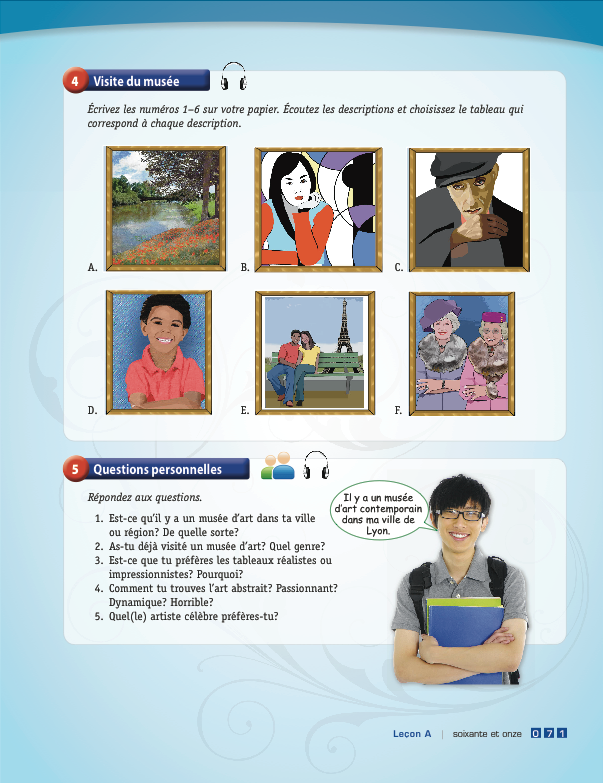 4 Visite du musée
Écrivez les numéros 1–6 sur votre papier. Écoutez les descriptions et choisissez le tableau qui
correspond à chaque description.
A.
B.
C.
D.
E.
F.
5 Questions personnelles
Répondez aux questions.
1. Est-ce qu'il y a un musée d'art dans ta ville
ou région? De quelle sorte?
2. As-tu déjà visité un musée d'art? Quel genre?
3. Est-ce que tu préfères les tableaux réalistes ou
impressionnistes? Pourquoi?
4. Comment tu trouves l'art abstrait? Passionnant?
Dynamique? Horrible?
5. Quel(le) artiste célèbre préfères-tu?
Il y a un musée
d'art contemporain
dans ma ville de
Lyon.
Leçon A | soixante et onze 071